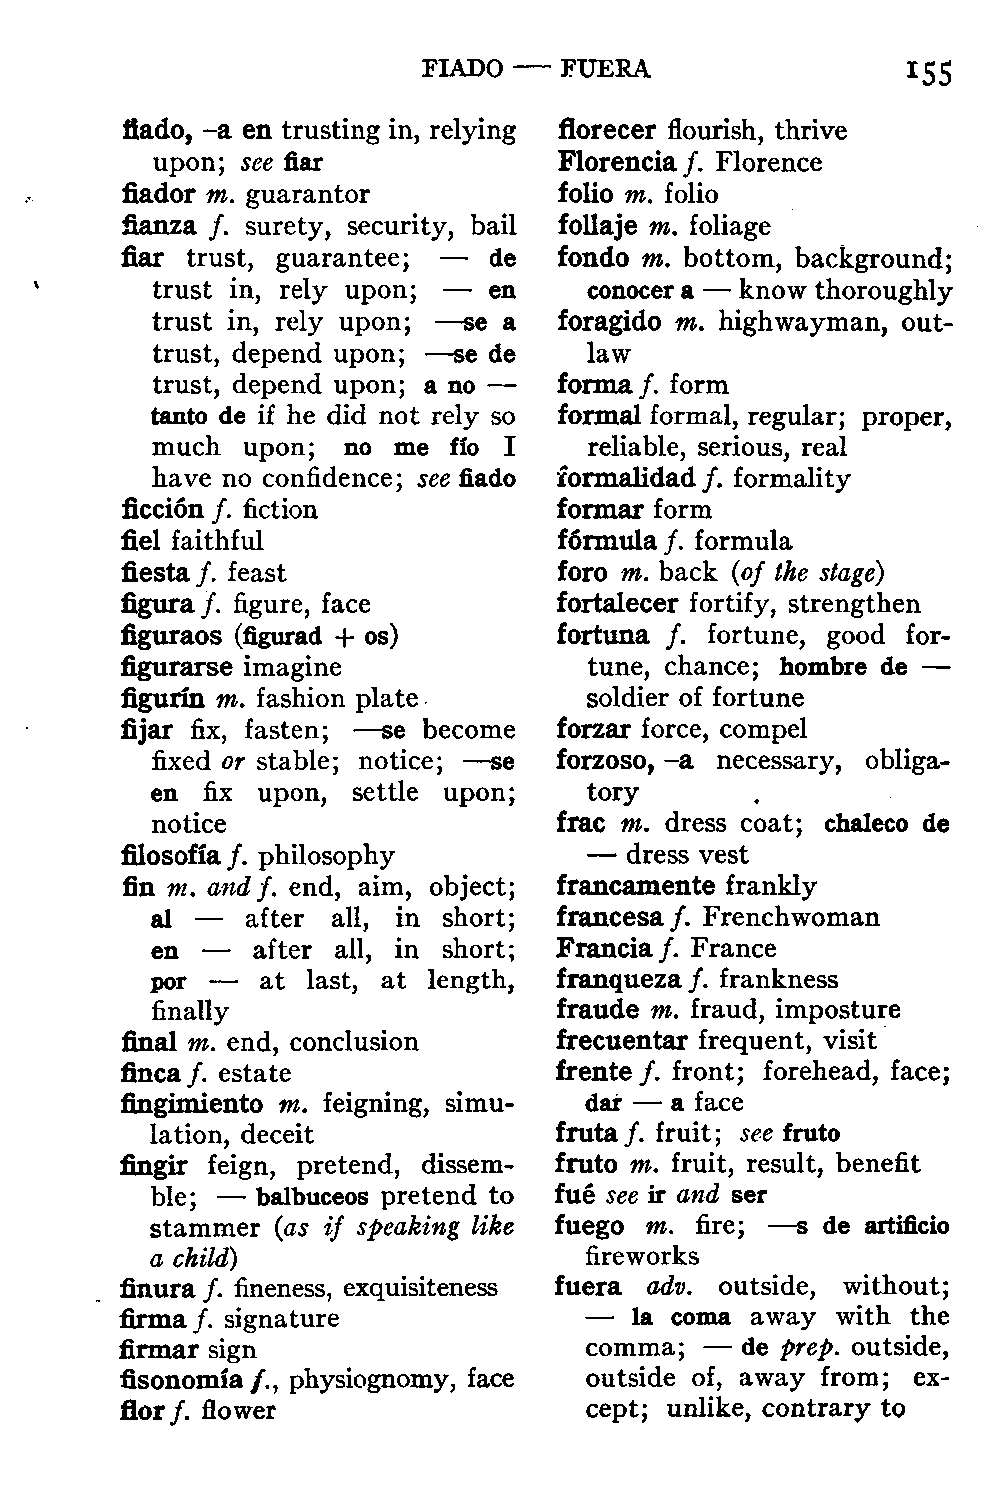 FIADO — FUERA 155
fiado, –a en trusting in, relying
upon; see fiar
fiador m. guarantor
fianza f. surety, security, bail
fiar trust, guarantee; — de
trust in, rely upon; — en
trust in, rely upon; —se a
trust, depend upon; —se de
trust, depend upon; a no —
tanto de if he did not rely so
much upon; no me fío I
have no confidence; see fiado
ficción f. fiction
fiel faithful
fiesta f. feast
figura f. figure, face
figuraos (figurad + os)
figurarse imagine
figurín m. fashion plate
fijar fix, fasten; —se become
fixed or stable; notice; —se
en fix upon, settle upon;
notice
filosofía f. philosophy
fin m. and f. end, aim, object;
al — after all, in short;
en — after all, in short;
por — at last, at length,
finally
final m. end, conclusion
finca f. estate
fingimiento m. feigning, simu-
lation, deceit
fingir feign, pretend, dissem-
ble; — balbuceos pretend to
stammer (as if speaking like
a child)
finura f. fineness, exquisiteness
firma f. signature
firmar sign
fisonomía f., physiognomy, face
flor f. flower
florecer flourish, thrive
Florencia f. Florence
folio m. folio
follaje m. foliage
fondo m. bottom, background;
conocer a — know thoroughly
foragido m. highwayman, out-
law
forma f. form
formal formal, regular; proper,
reliable, serious, real
formalidad f. formality
formar form
fórmula f. formula
foro m. back (of the stage)
fortalecer fortify, strengthen
fortuna f. fortune, good for-
tune, chance; hombre de —
soldier of fortune
forzar force, compel
forzoso, –a necessary, obliga-
tory
frac m. dress coat; chaleco de
— dress vest
francamente frankly
francesa f. Frenchwoman
Francia f. France
franqueza f. frankness
fraude m. fraud, imposture
frecuentar frequent, visit
frente f. front; forehead, face;
dar — a face
fruta f. fruit; see fruto
fruto m. fruit, result, benefit
fué see ir and ser
fuego m. fire; —s de artificio
fireworks
fuera adv. outside, without;
— la coma away with the
comma; — de prep. outside,
outside of, away from; ex-
cept; unlike, contrary to